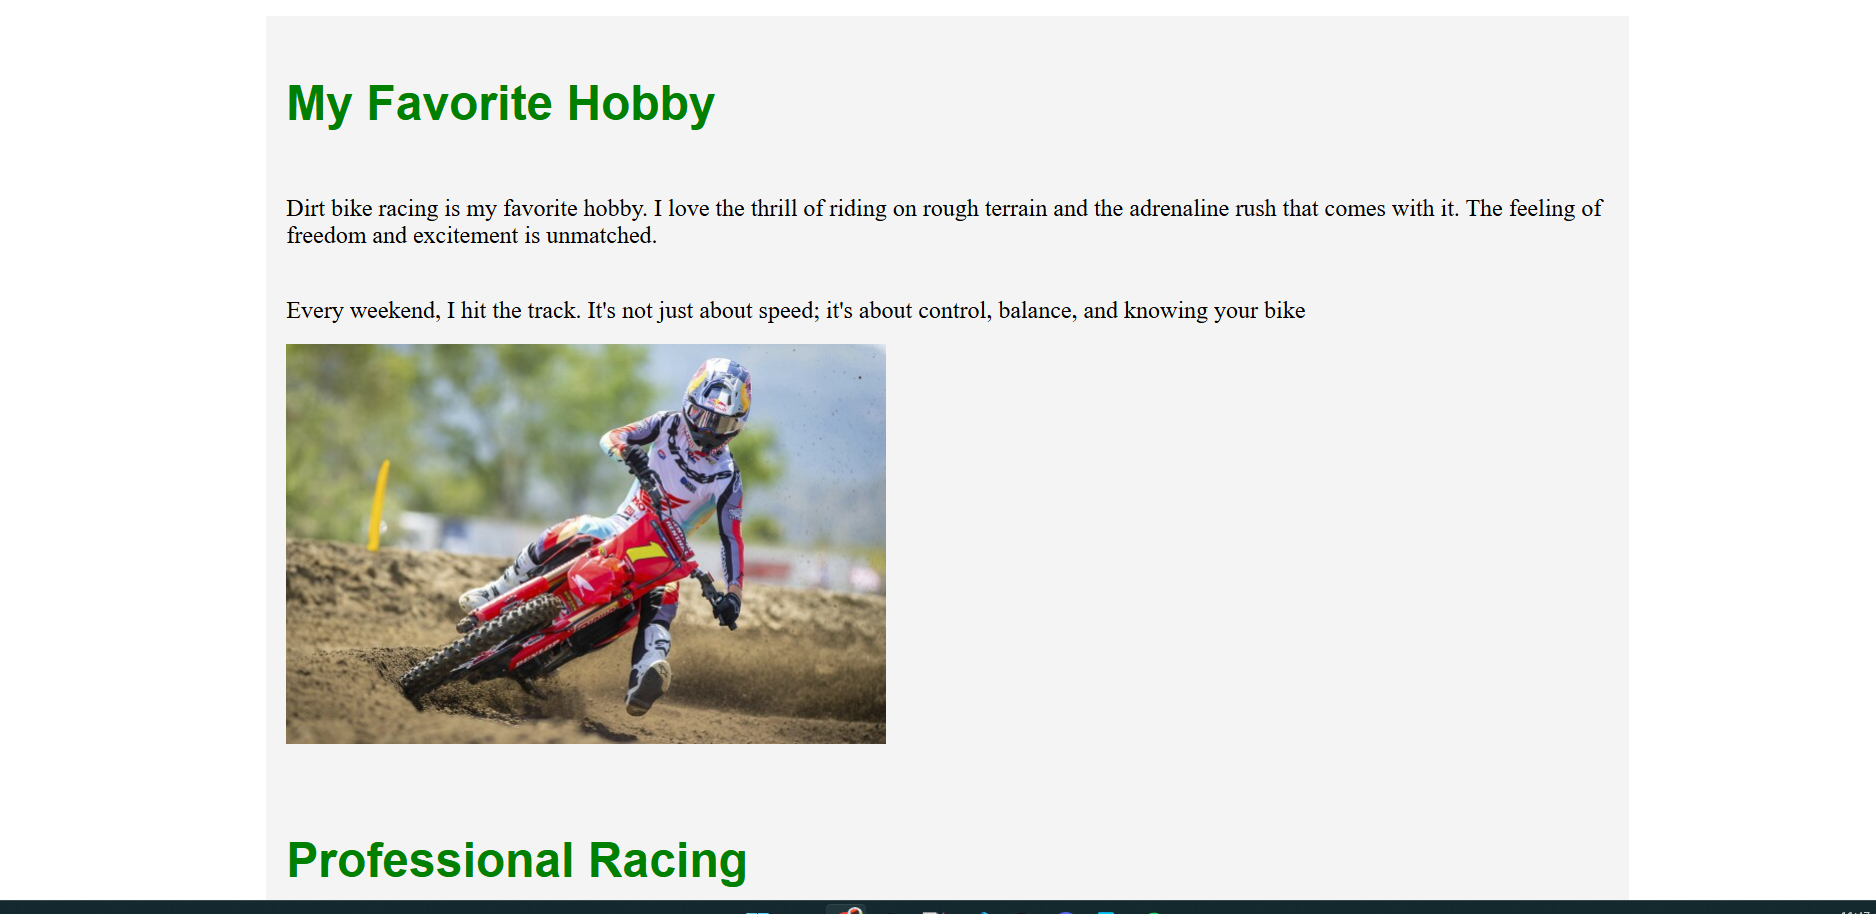 My Favorite Hobby
Dirt bike racing is my favorite hobby. I love the thrill of riding on rough terrain and the adrenaline rush that comes with it. The feeling of
freedom and excitement is unmatched.
Every weekend, I hit the track. It's not just about speed; it's about control, balance, and knowing your bike
1
DUNLOP
Professional Racing